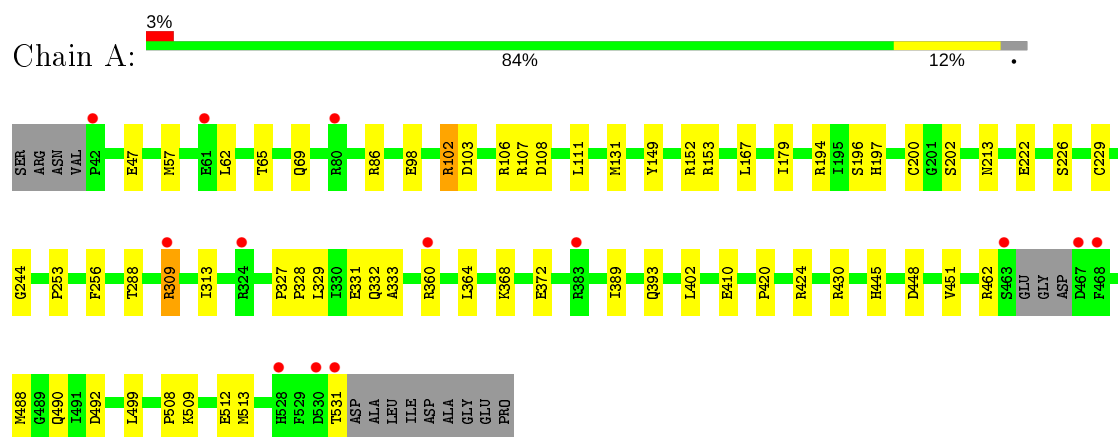 3%
Chain A:
84% 12% •
SER ARG ASN VAL P42 E47 M57 E61 L62 T65 Q69 R80 R86 E98 R102 D103 R106 R107 D108 L111 M131 Y149 R152 R153 L167 I179 R194 I195 S196 H197 C200 G201 S202 N213 E222 S226 C229
G244 P253 F256 T288 R309 I313 R324 P327 P328 L329 I330 E331 Q332 A333 R360 L364 K368 E372 R383 I389 Q393 L402 E410 P420 R424 R430 H445 D448 V451 R462 S463 GLU GLY ASP D467 F468
M488 G489 Q490 I491 D492 L499 P508 K509 E512 M513 H528 F529 D530 T531 ASP ALA LEU ILE ASP ALA GLY GLU PRO